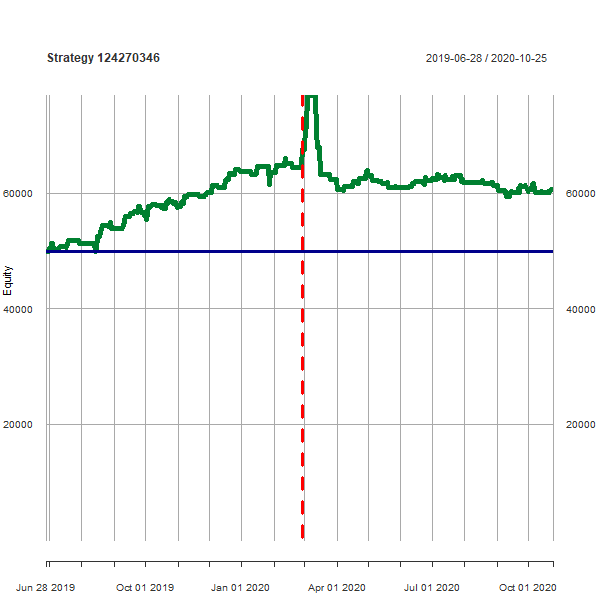 Strategy 124270346
2019-06-28 / 2020-10-25
Equity
60000
60000
40000
40000
20000
20000
Jun 28 2019
Oct 01 2019
Jan 01 2020
Apr 01 2020
Jul 01 2020
Oct 01 2020